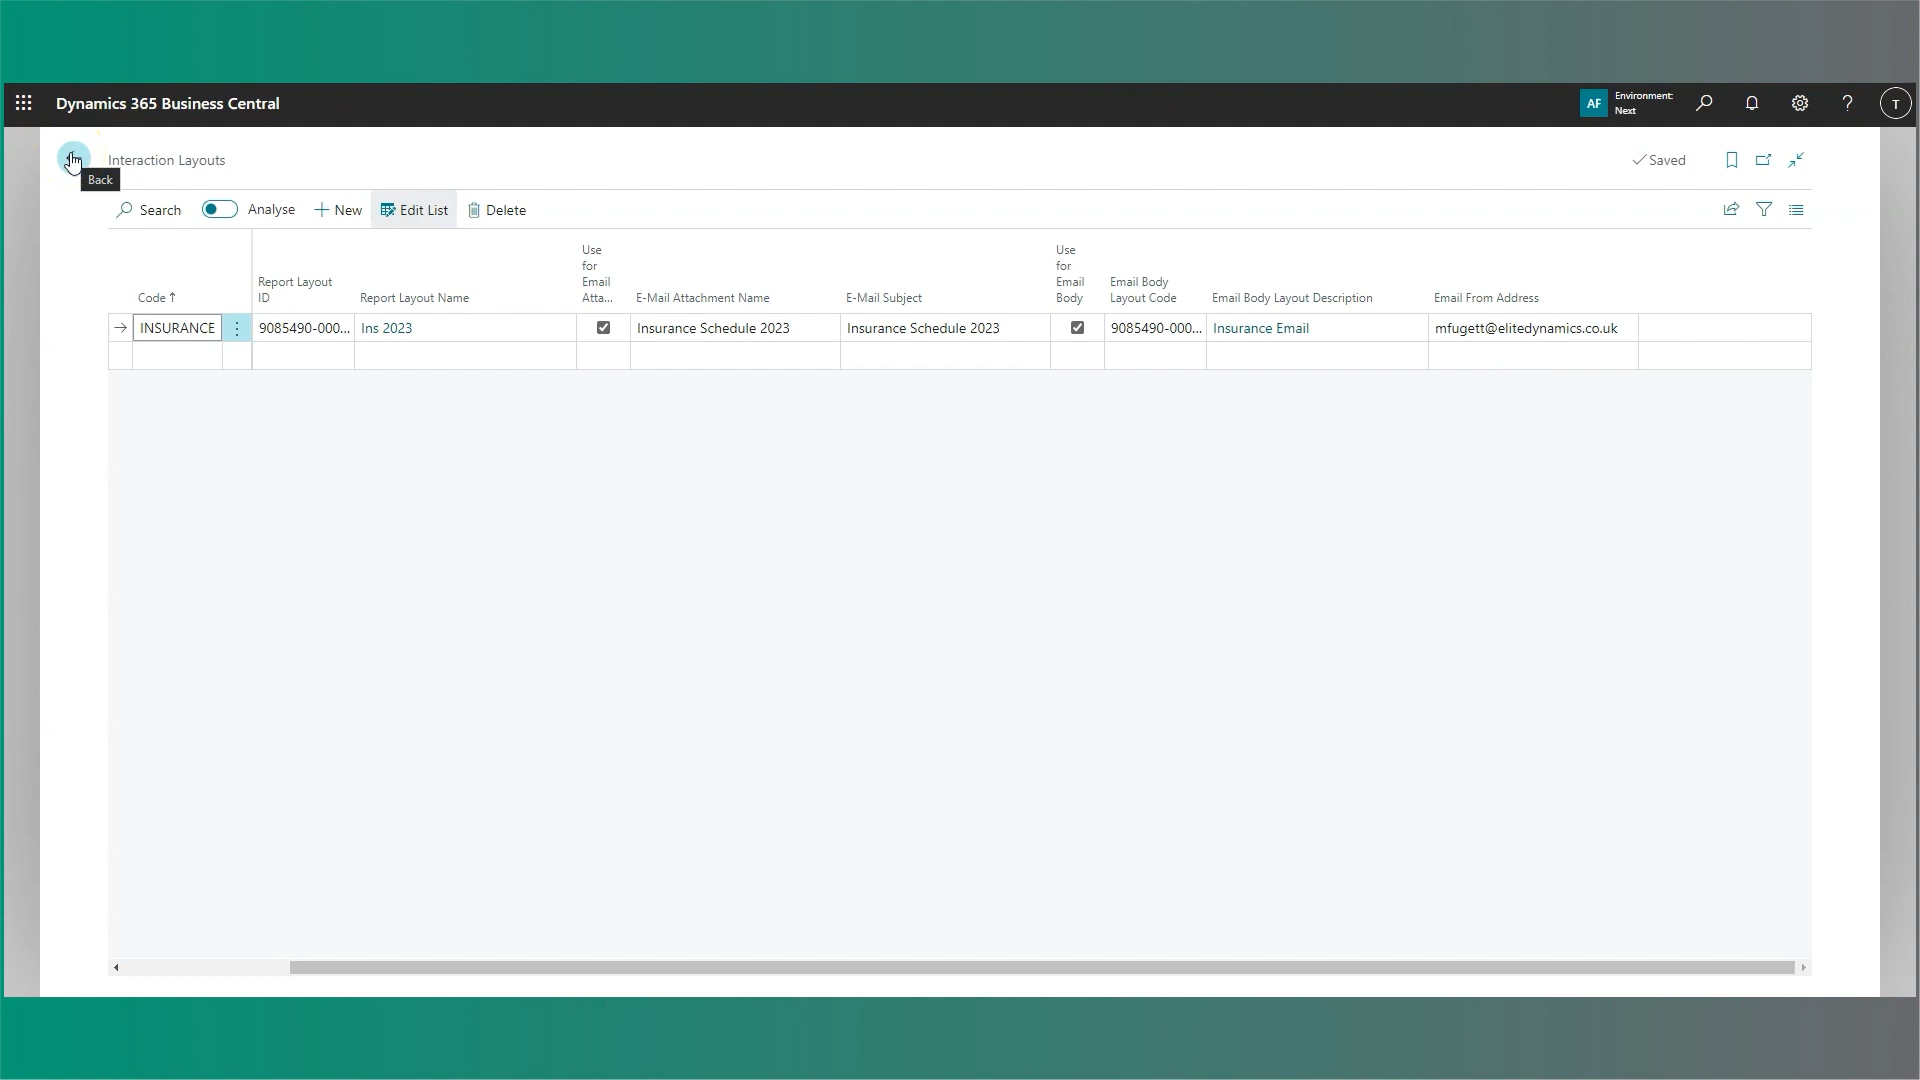 Dynamics 365 Business Central
AF
Environment:
Next
?
T
Interaction Layouts
Saved
Back
Search
Analyse
New
Edit List
Delete
Code ↑
Report Layout
ID
Report Layout Name
Use
for
Email
Atta...
E-Mail Attachment Name
E-Mail Subject
Use
for
Email
Body
Email Body
Layout Code
Email Body Layout Description
Email From Address
INSURANCE
9085490-000...
Ins 2023
Insurance Schedule 2023
Insurance Schedule 2023
9085490-000...
Insurance Email
mfugett@elitedynamics.co.uk